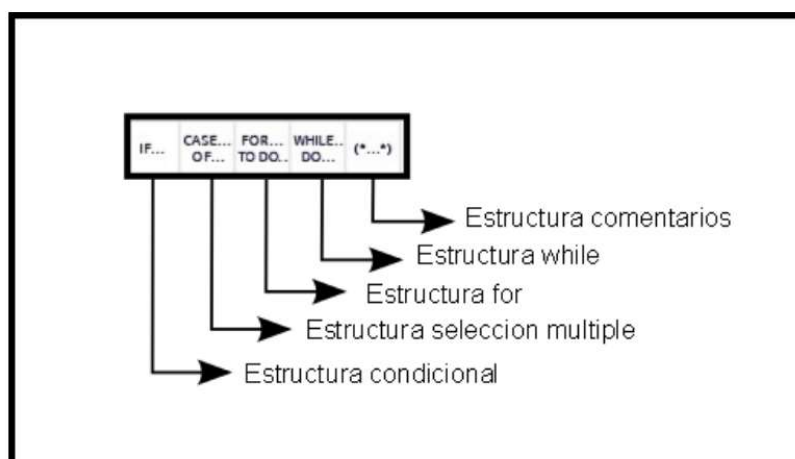 IF...
CASE...
OF...
FOR...
TO DO..
WHILE..
DO...
(*...*)
Estructura comentarios
Estructura while
Estructura for
Estructura seleccion multiple
Estructura condicional